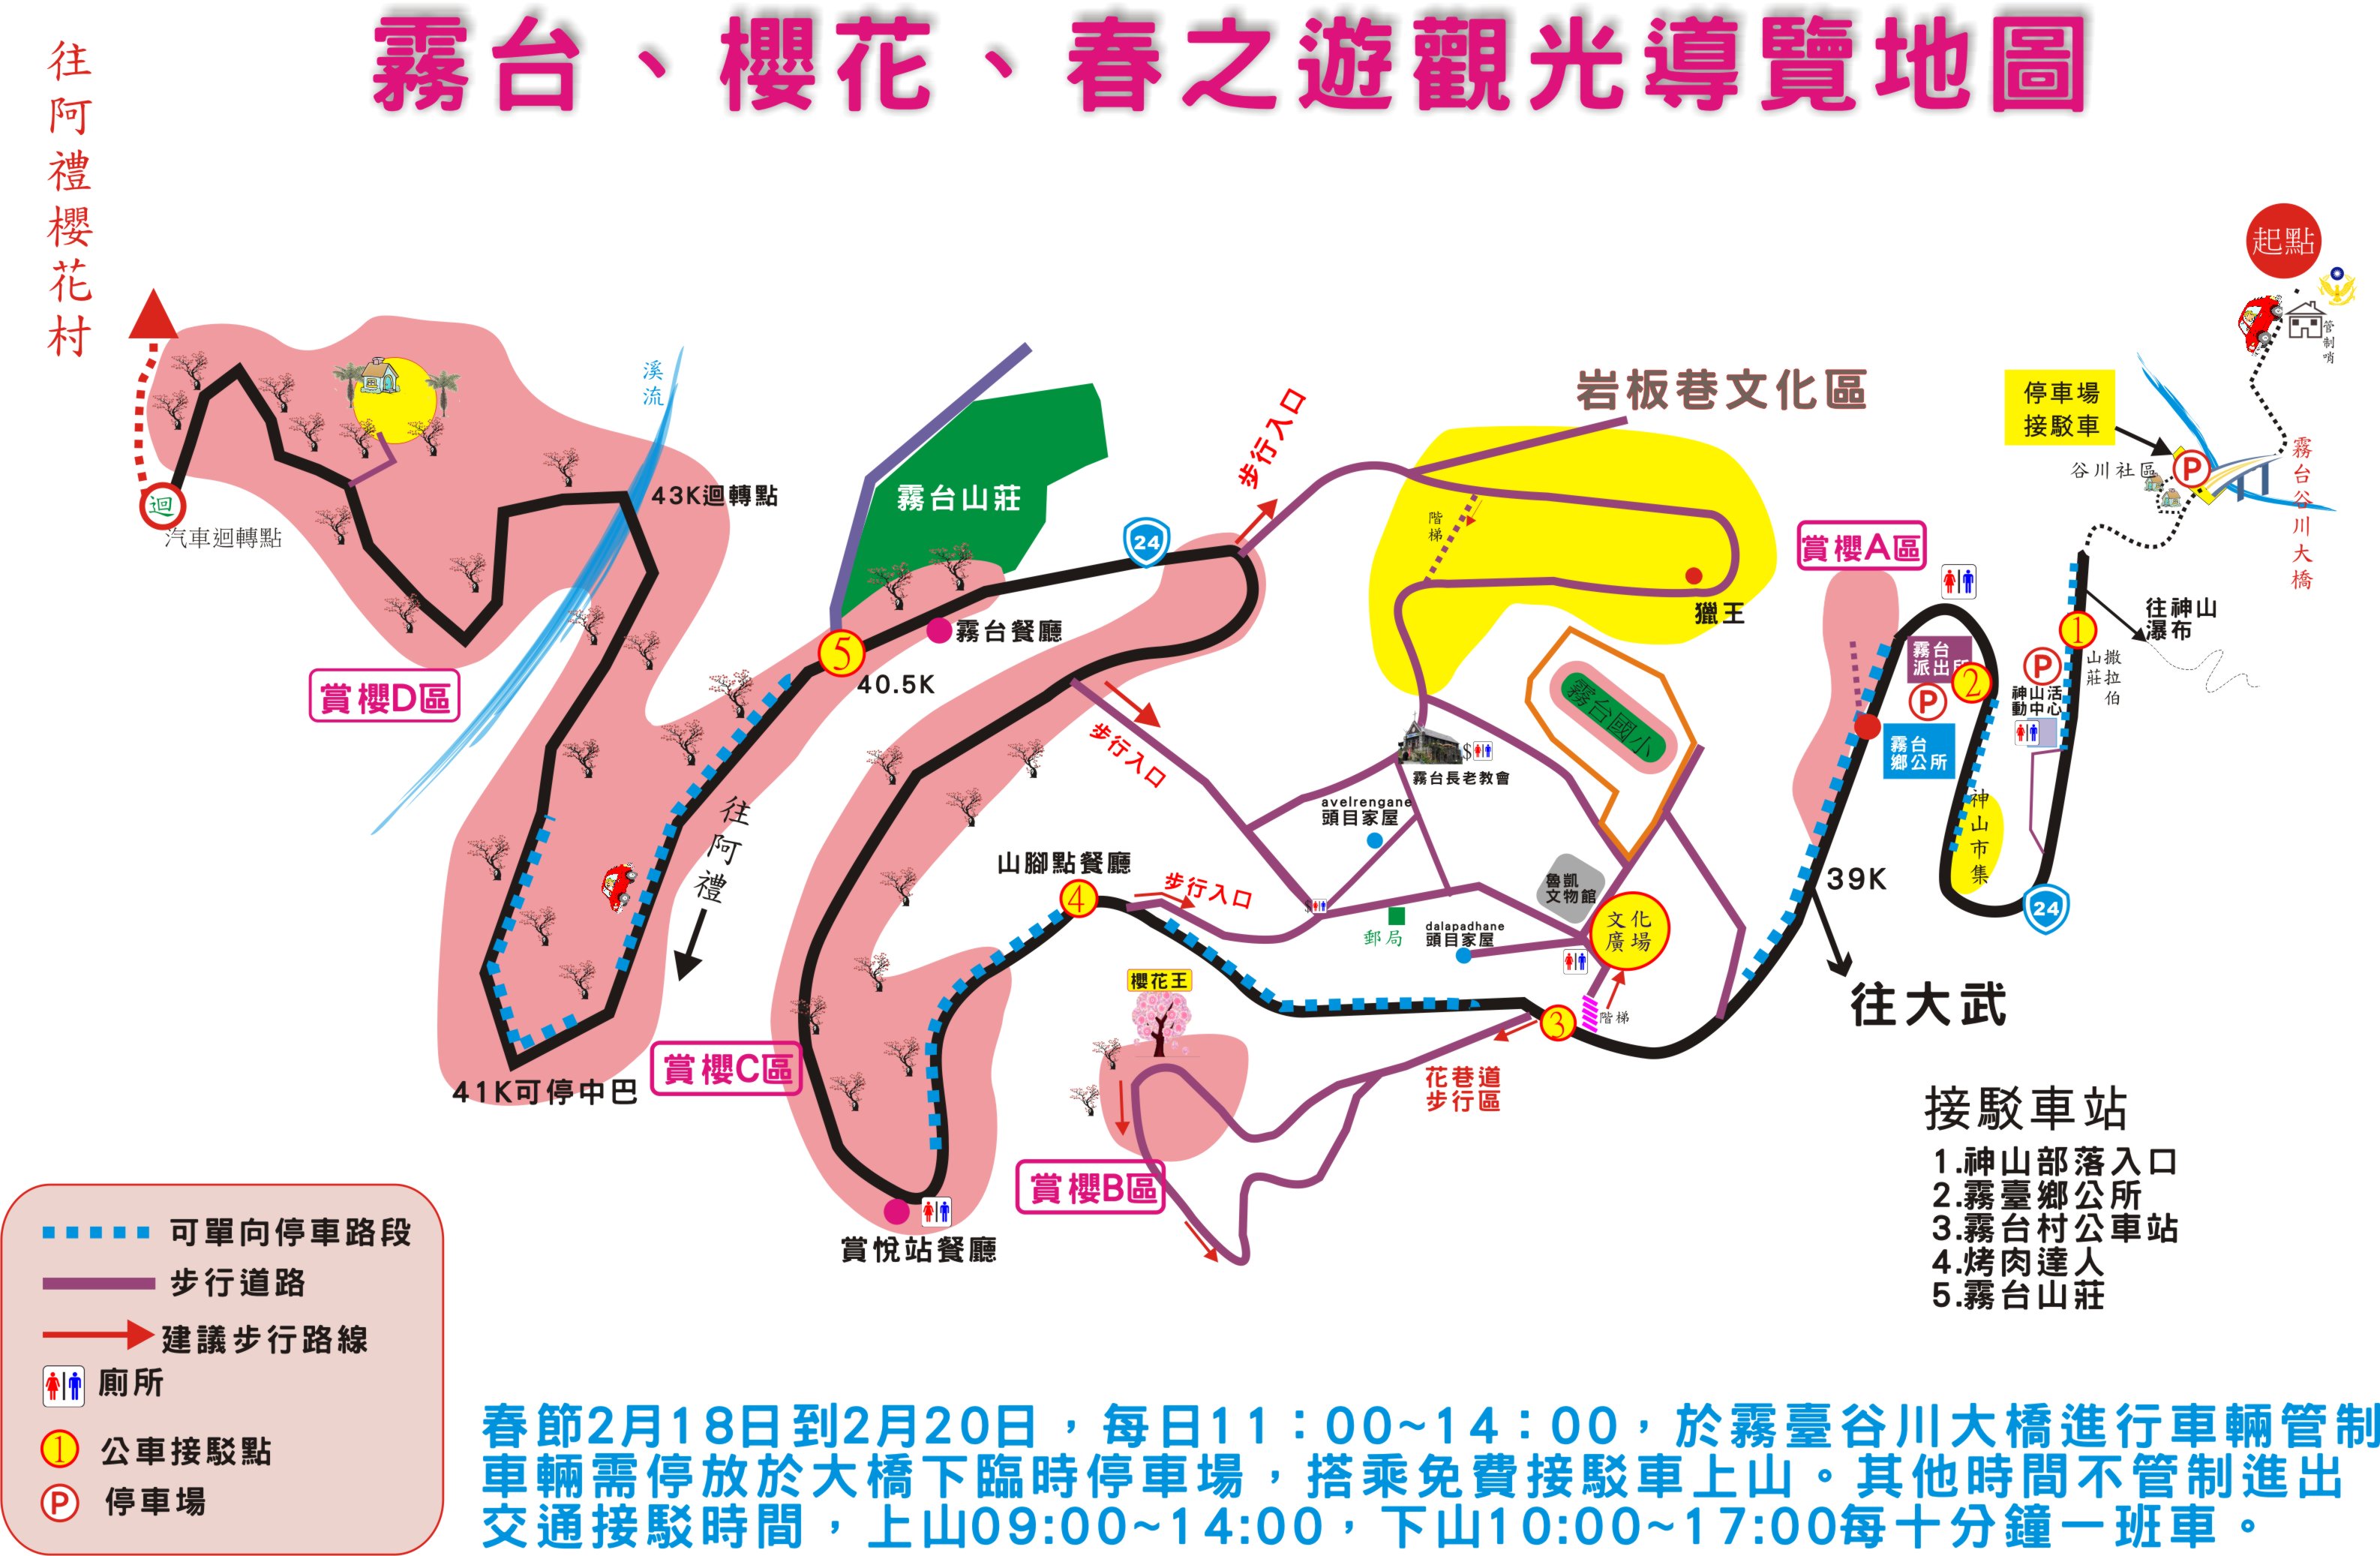 霧台、櫻花、春之遊觀光導覽地圖
往阿禮櫻花村
起點
管制哨
停車場
接駁車
谷川社區
P
霧台谷川大橋
溪流
43K迴轉點
迴
汽車迴轉點
霧台山莊
24
步行入口
岩板巷文化區
階梯
獵王
賞櫻A區
往神山
瀑布
1
撒拉伯
山莊
霧台
2
P
P
神山活
動中心
霧台
鄉公所
神山市集
24
39K
往大武
霧台餐廳
5
40.5K
賞櫻D區
步行入口
霧台國小
$
霧台長老教會
avelrengane
頭目家屋
往阿禮
山腳點餐廳
4
步行入口
魯凱
文物館
文化
廣場
郵局
dalapadhane
頭目家屋
櫻花王
3
階梯
花巷道
步行區
賞櫻C區
41K可停中巴
賞櫻B區
賞悅站餐廳
接駁車站
1.神山部落入口
2.霧臺鄉公所
3.霧台村公車站
4.烤肉達人
5.霧台山莊
可單向停車路段
步行道路
建議步行路線
廁所
1 公車接駁點
P 停車場
春節2月18日到2月20日，每日11：00~14：00，於霧臺谷川大橋進行車輛管制
車輛需停放於大橋下臨時停車場，搭乘免費接駁車上山。其他時間不管制進出
交通接駁時間，上山09:00~14:00，下山10:00~17:00每十分鐘一班車。